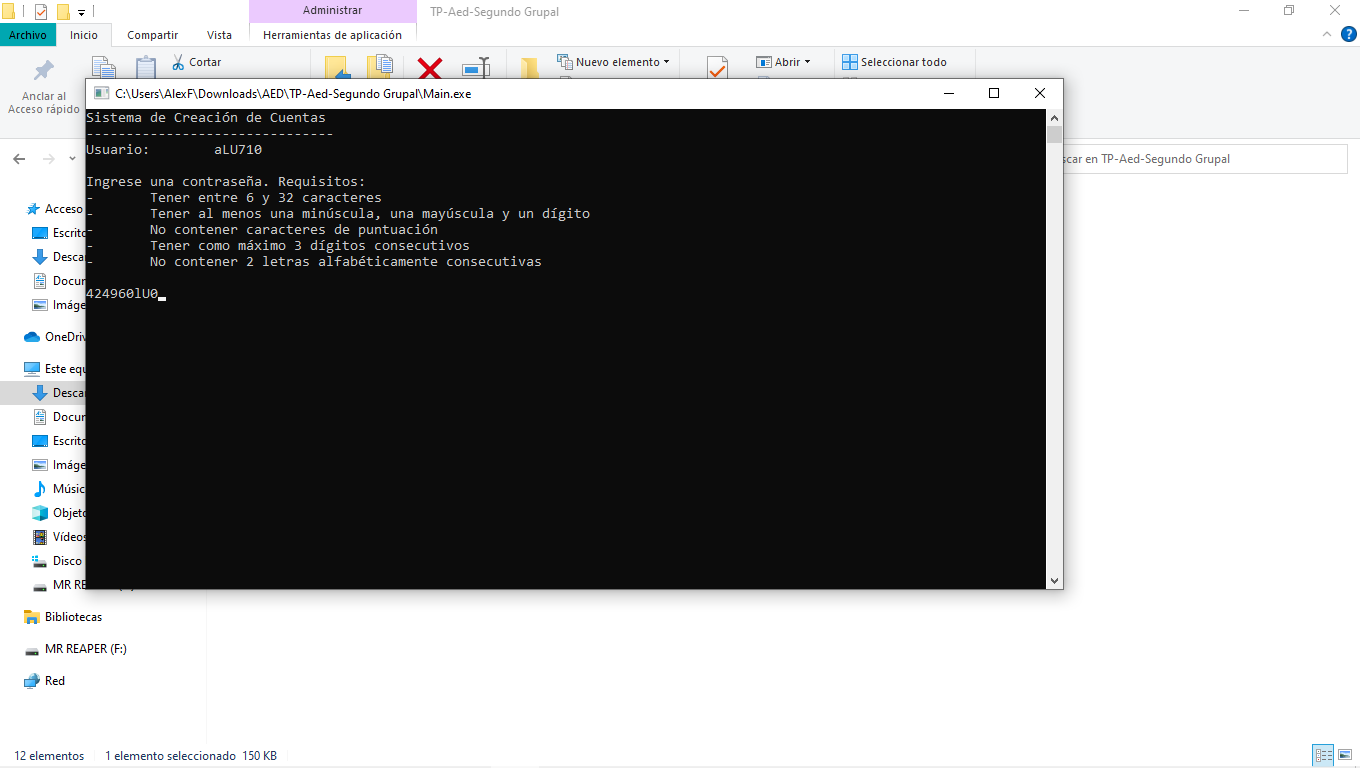 Administrar
TP-Aed-Segundo Grupal
Archivo
Inicio
Compartir
Vista
Herramientas de aplicación
Anclar al
Acceso rápido
Cortar
Nuevo elemento
Abrir
Seleccionar todo
C:\Users\AlexF\Downloads\AED\TP-Aed-Segundo Grupal\Main.exe
Sistema de Creación de Cuentas
-------------------------------
Usuario: aLU710
Ingrese una contraseña. Requisitos:
- Tener entre 6 y 32 caracteres
- Tener al menos una minúscula, una mayúscula y un dígito
- No contener caracteres de puntuación
- Tener como máximo 3 dígitos consecutivos
- No contener 2 letras alfabéticamente consecutivas
424960lU0
scar en TP-Aed-Segundo Grupal
Acceso
Escrito
Desca
Docur
Imáge
OneDriv
Este equ
Desca
Docur
Escrito
Imáge
Músic
Objeto
Vídeos
Disco
MR RE
Bibliotecas
MR REAPER (F:)
Red
12 elementos
1 elemento seleccionado 150 KB